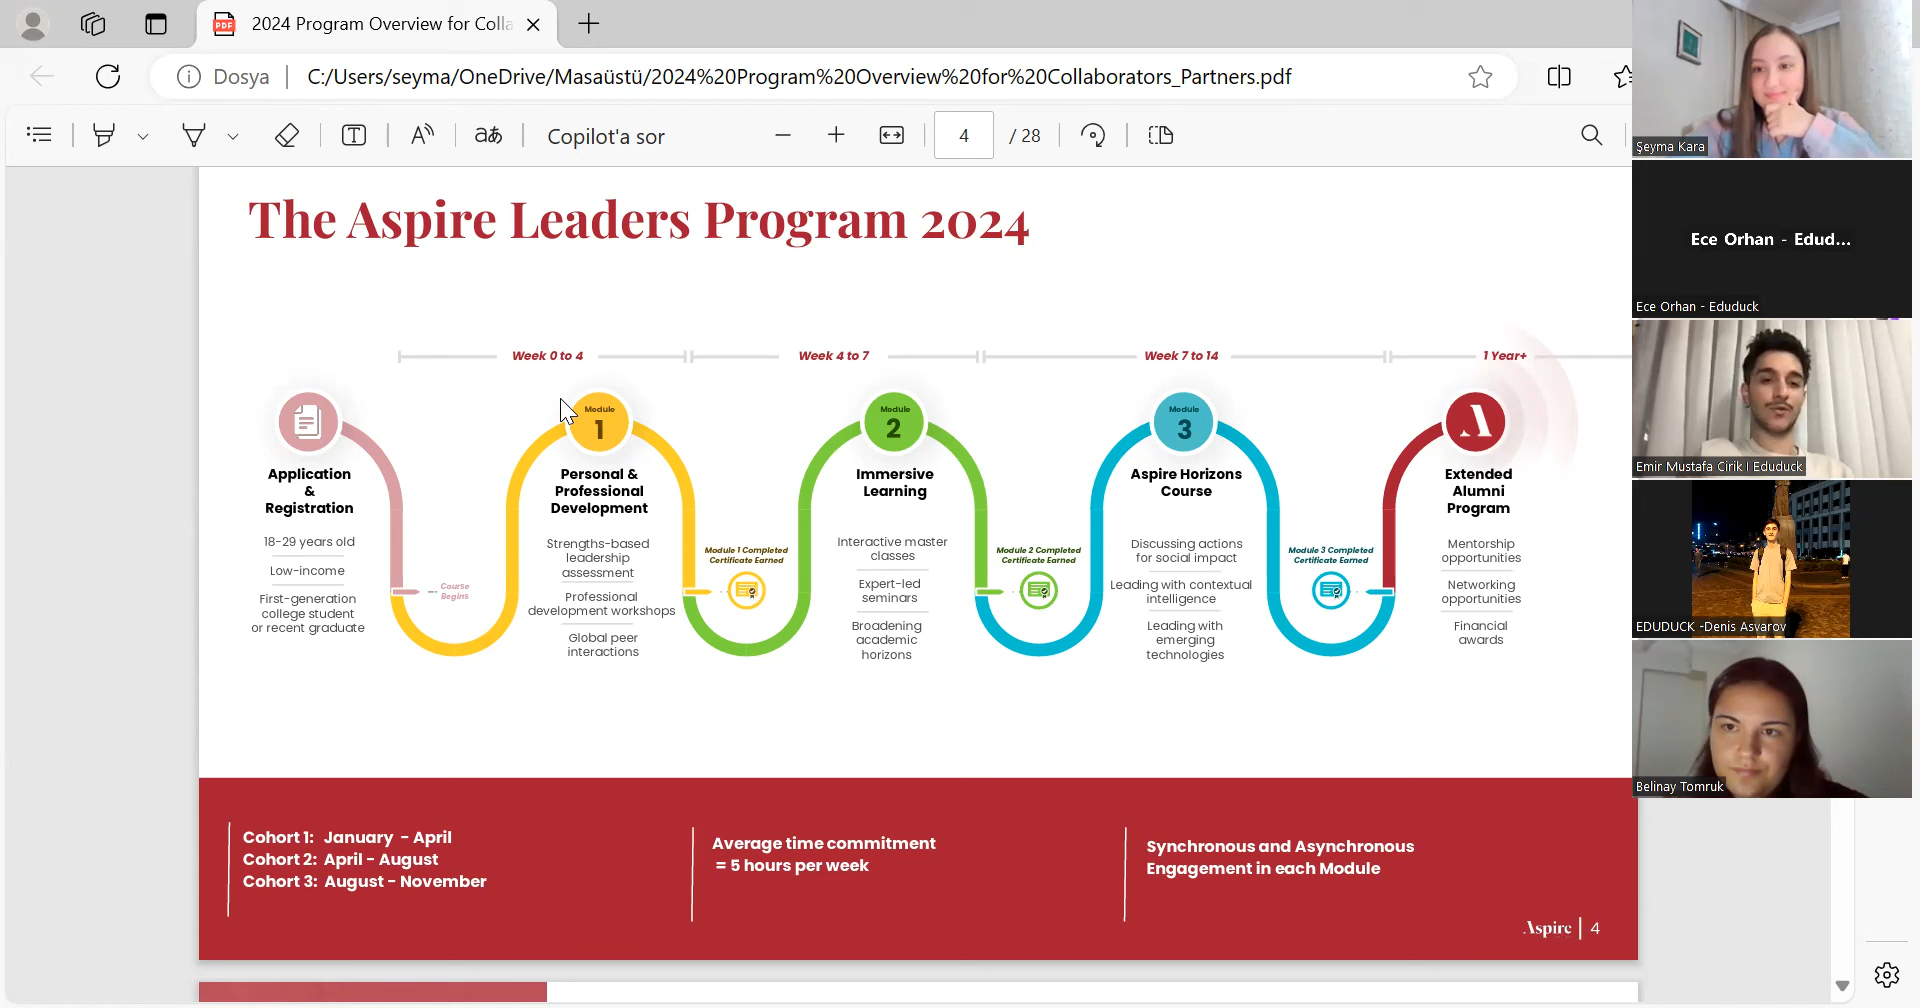 2024 Program Overview for Colla
Dosya
C:/Users/seyma/OneDrive/Masaüstü/2024%20Program%20Overview%20for%20Collaborators_Partners.pdf
Copilot'a sor
4
/ 28
The Aspire Leaders Program 2024
Week 0 to 4
Week 4 to 7
Week 7 to 14
1 Year+
Application
&
Registration
18-29 years old
Low-income
First-generation
college student
or recent graduate
Course
Begins
Module
1
Personal &
Professional
Development
Strengths-based
leadership
assessment
Professional
development workshops
Global peer
interactions
Module 1 Completed
Certificate Earned
Module
2
Immersive
Learning
Interactive master
classes
Expert-led
seminars
Broadening
academic
horizons
Module 2 Completed
Certificate Earned
Module
3
Aspire Horizons
Course
Discussing actions
for social impact
Leading with contextual
intelligence
Leading with
emerging
technologies
Module 3 Completed
Certificate Earned
A
Extended
Alumni
Program
Mentorship
opportunities
Networking
opportunities
Financial
awards
Cohort 1: January - April
Cohort 2: April - August
Cohort 3: August - November
Average time commitment
= 5 hours per week
Synchronous and Asynchronous
Engagement in each Module
Aspire | 4
Şeyma Kara
Ece Orhan - Edud...
Ece Orhan - Eduduck
Emir Mustafa Cirik | Eduduck
EDUDUCK -Denis Asvarov
Belinay Tomruk